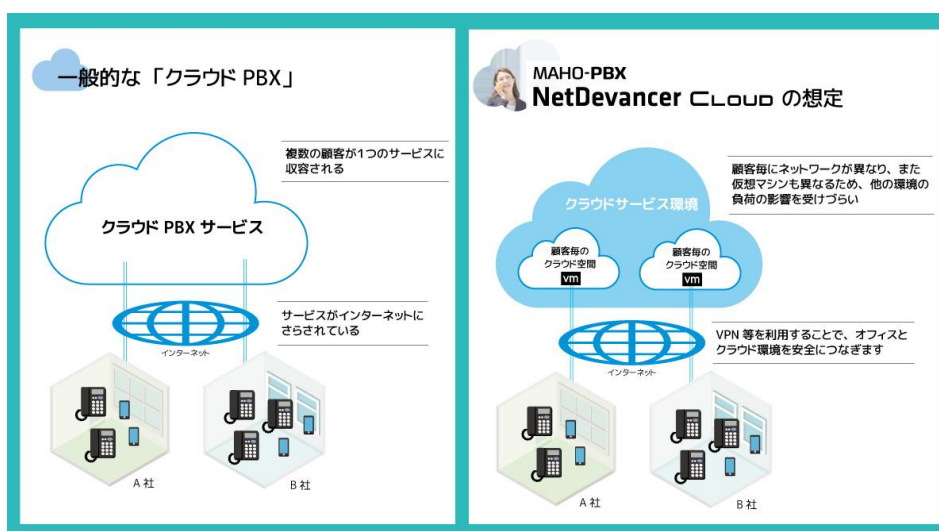 一般的な「クラウド PBX」
複数の顧客が1つのサービスに
収容される
クラウド PBX サービス
サービスがインターネットに
さらされている
インターネット
A 社
B 社
MAHO-PBX
NetDevancer CLOUD の想定
顧客毎にネットワークが異なり、また
仮想マシンも異なるため、他の環境の
負荷の影響を受けづらい
クラウドサービス環境
顧客毎の
クラウド空間
vm
顧客毎の
クラウド空間
vm
VPN 等を利用することで、オフィスと
クラウド環境を安全につなぎます
インターネット
A 社
B 社